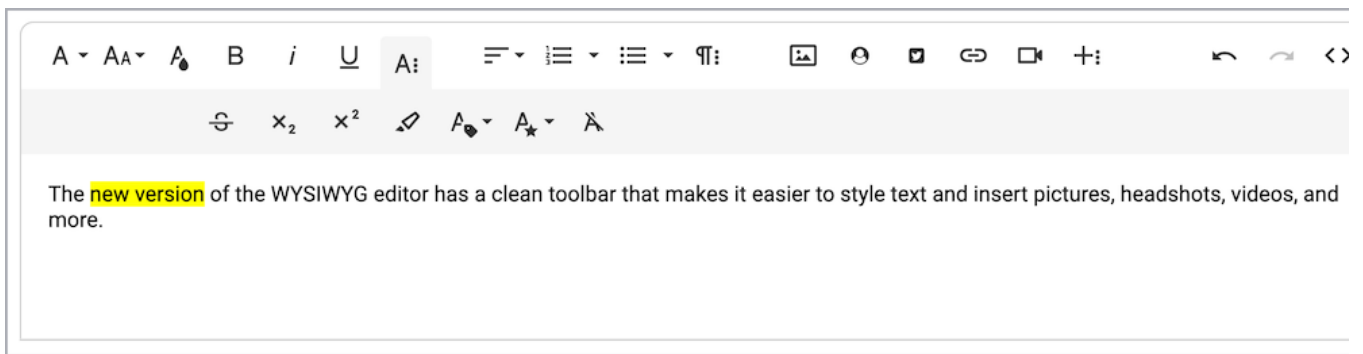 The new version of the WYSIWYG editor has a clean toolbar that makes it easier to style text and insert pictures, headshots, videos, and
more.